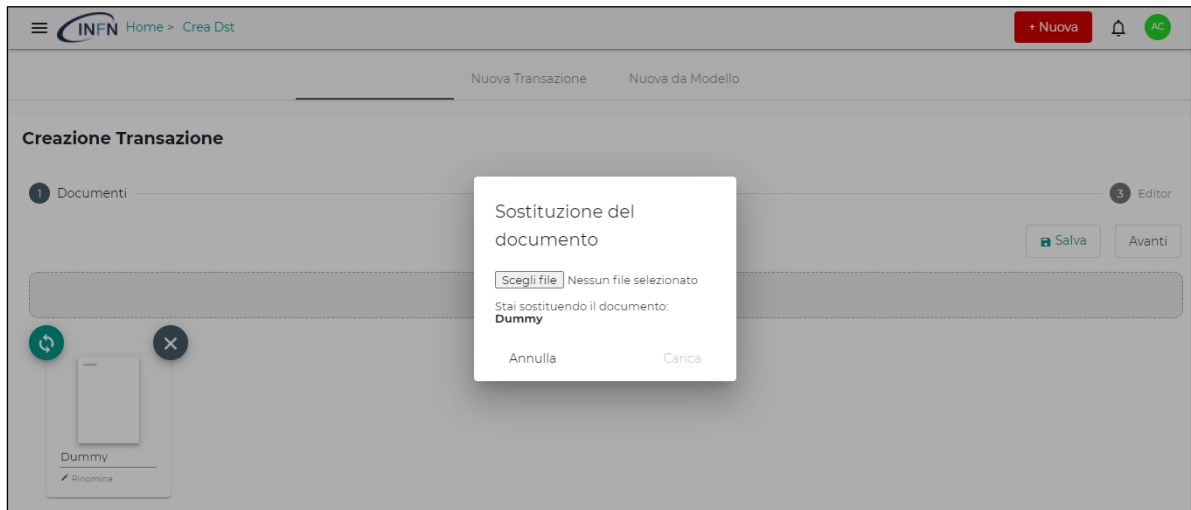 INFN Home > Crea Dst + Nuova AC
Nuova Transazione Nuova da Modello
Creazione Transazione
1 Documenti 3 Editor
Salva Avanti
Sostituzione del
documento
Scegli file Nessun file selezionato
Stai sostituendo il documento:
Dummy
Annulla Carica
Dummy
Rinomina